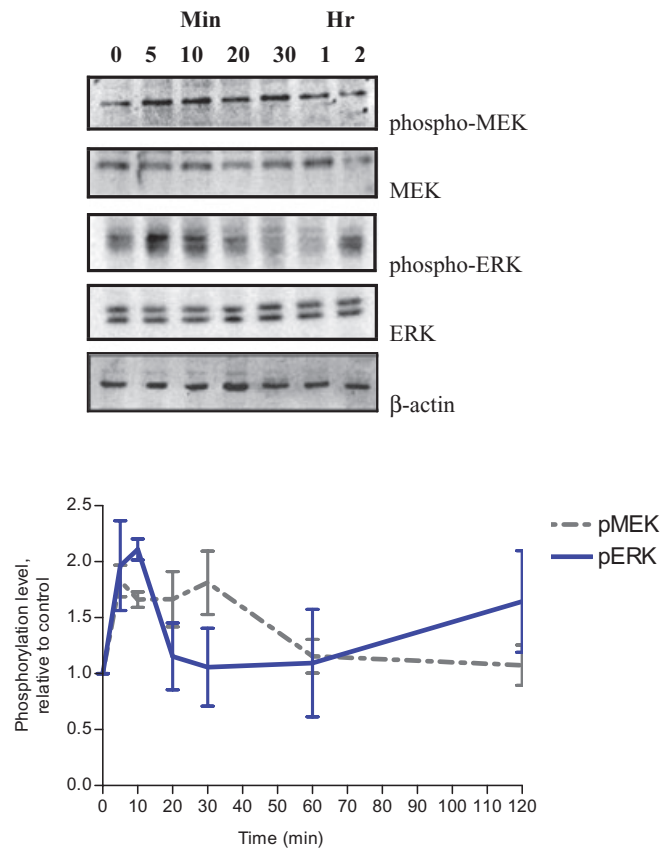 Min Hr
0 5 10 20 30 1 2
phospho-MEK
MEK
phospho-ERK
ERK
β-actin
2.5
2.0
1.5
1.0
0.5
0.0
Phosphorylation level,
relative to control
0 10 20 30 40 50 60 70 80 90 100 110 120
Time (min)
pMEK
pERK